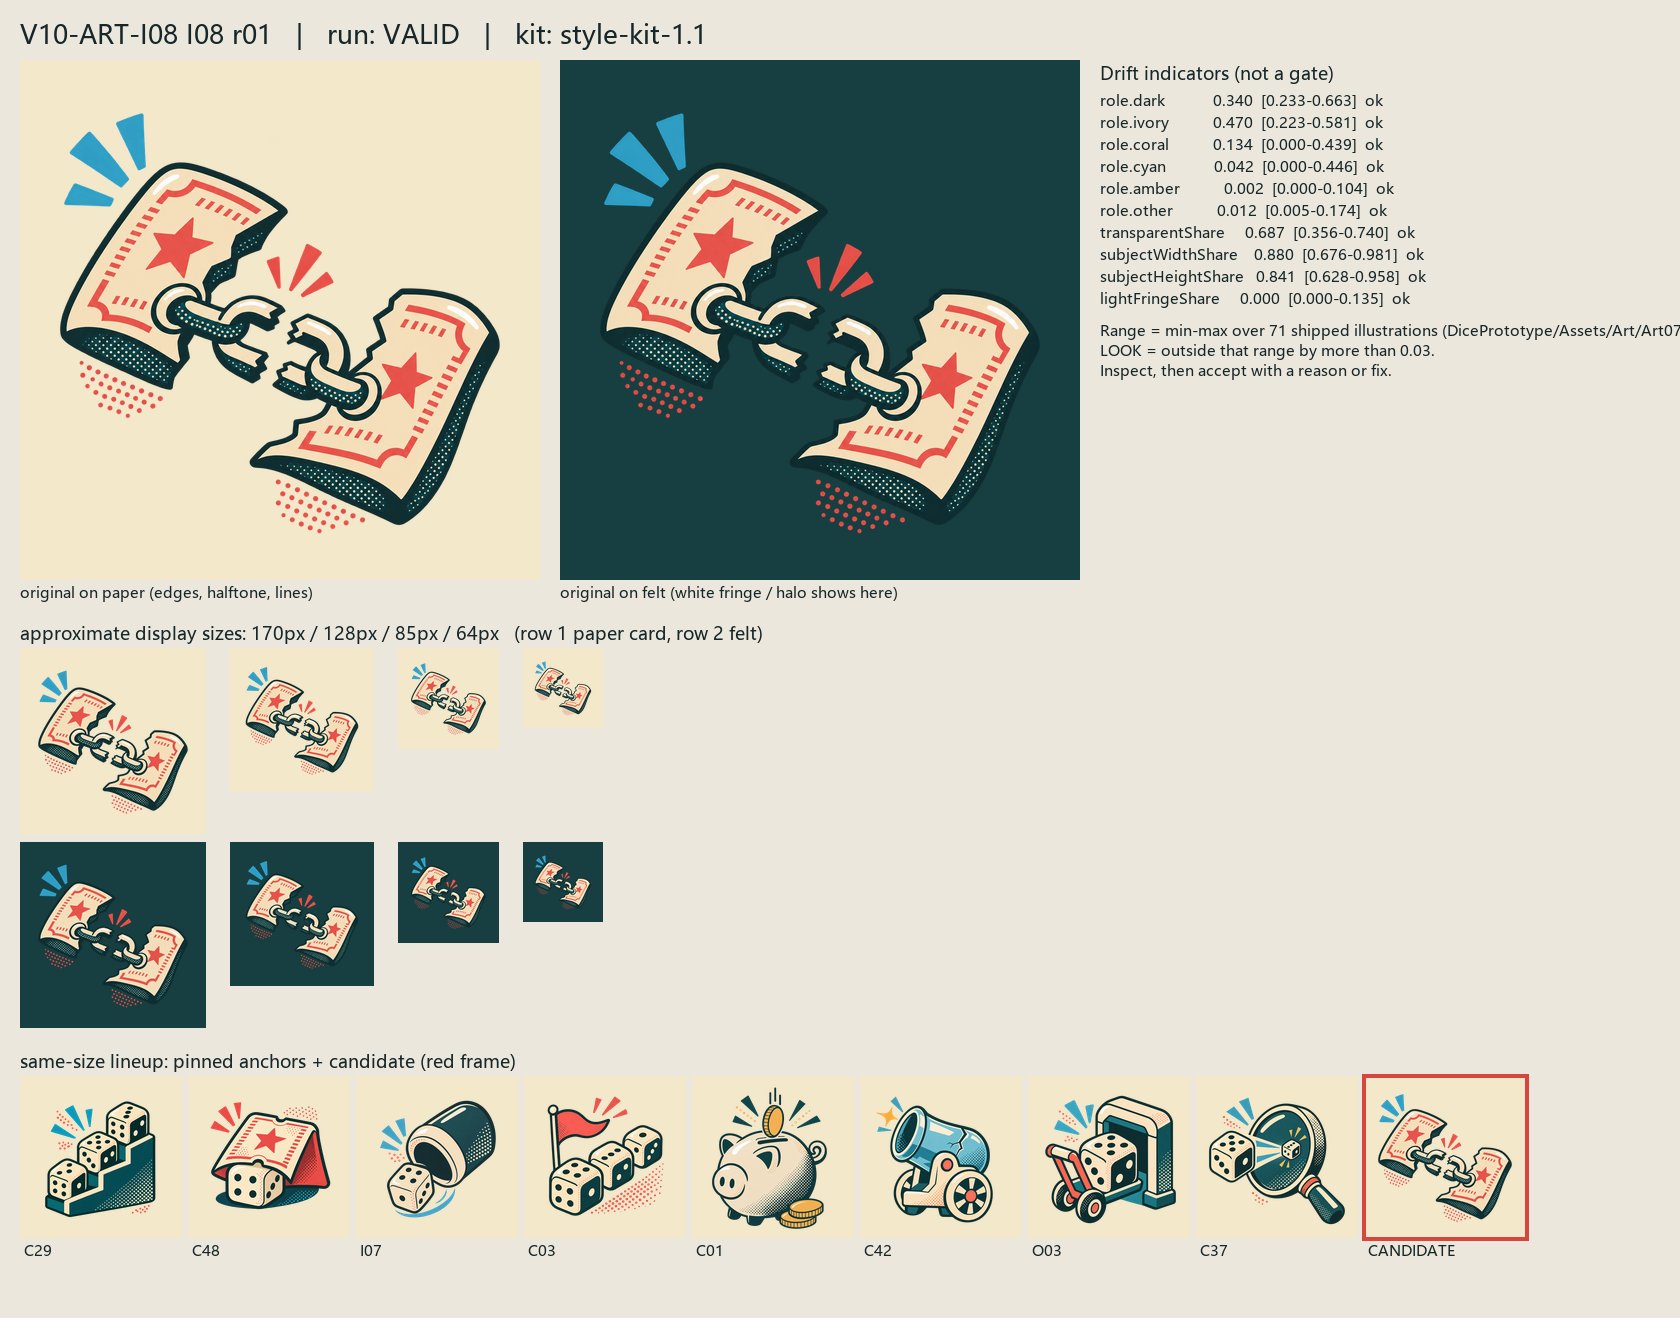 V10-ART-I08 I08 r01   |   run: VALID   |   kit: style-kit-1.1
original on paper (edges, halftone, lines)
original on felt (white fringe / halo shows here)
Drift indicators (not a gate)
role.dark 0.340 [0.233-0.663] ok
role.ivory 0.470 [0.223-0.581] ok
role.coral 0.134 [0.000-0.439] ok
role.cyan 0.042 [0.000-0.446] ok
role.amber 0.002 [0.000-0.104] ok
role.other 0.012 [0.005-0.174] ok
transparentShare 0.687 [0.356-0.740] ok
subjectWidthShare 0.880 [0.676-0.981] ok
subjectHeightShare 0.841 [0.628-0.958] ok
lightFringeShare 0.000 [0.000-0.135] ok
Range = min-max over 71 shipped illustrations (DicePrototype/Assets/Art/Art07
LOOK = outside that range by more than 0.03.
Inspect, then accept with a reason or fix.
approximate display sizes: 170px / 128px / 85px / 64px   (row 1 paper card, row 2 felt)
same-size lineup: pinned anchors + candidate (red frame)
C29 C48 I07 C03 C01 C42 O03 C37 CANDIDATE